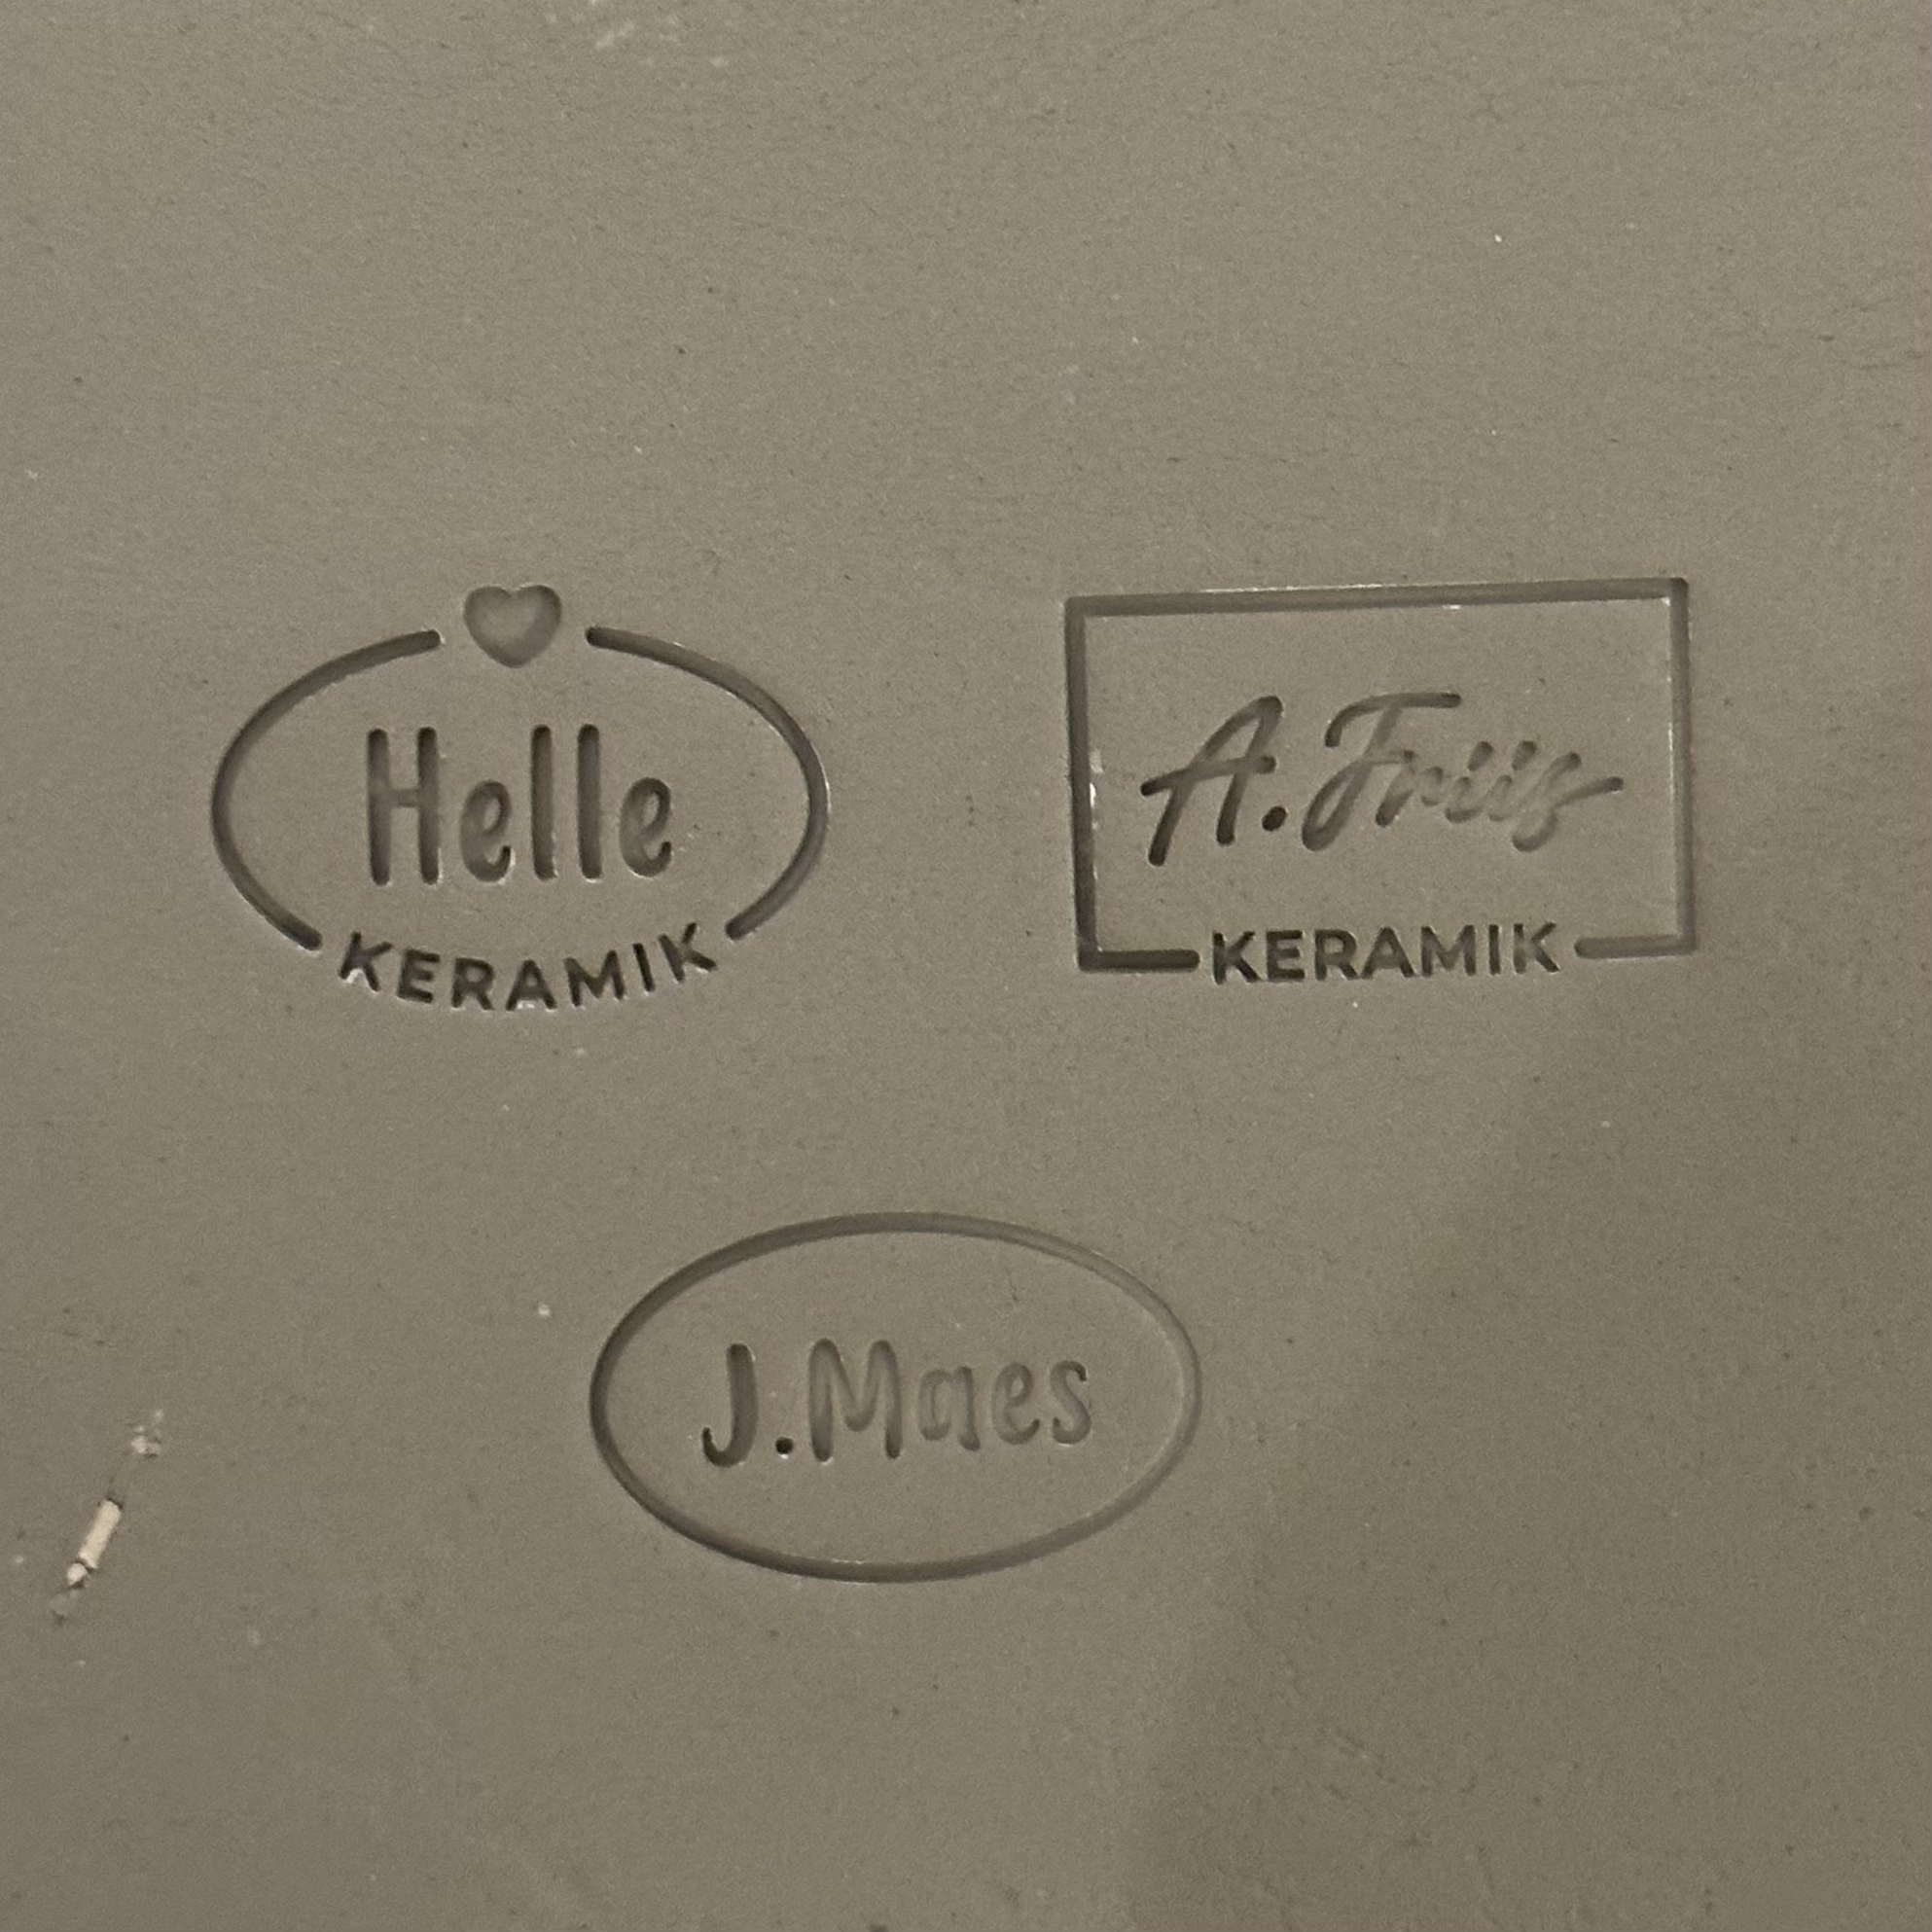 Helle
KERAMIK
A. Friis
KERAMIK
J. Maes